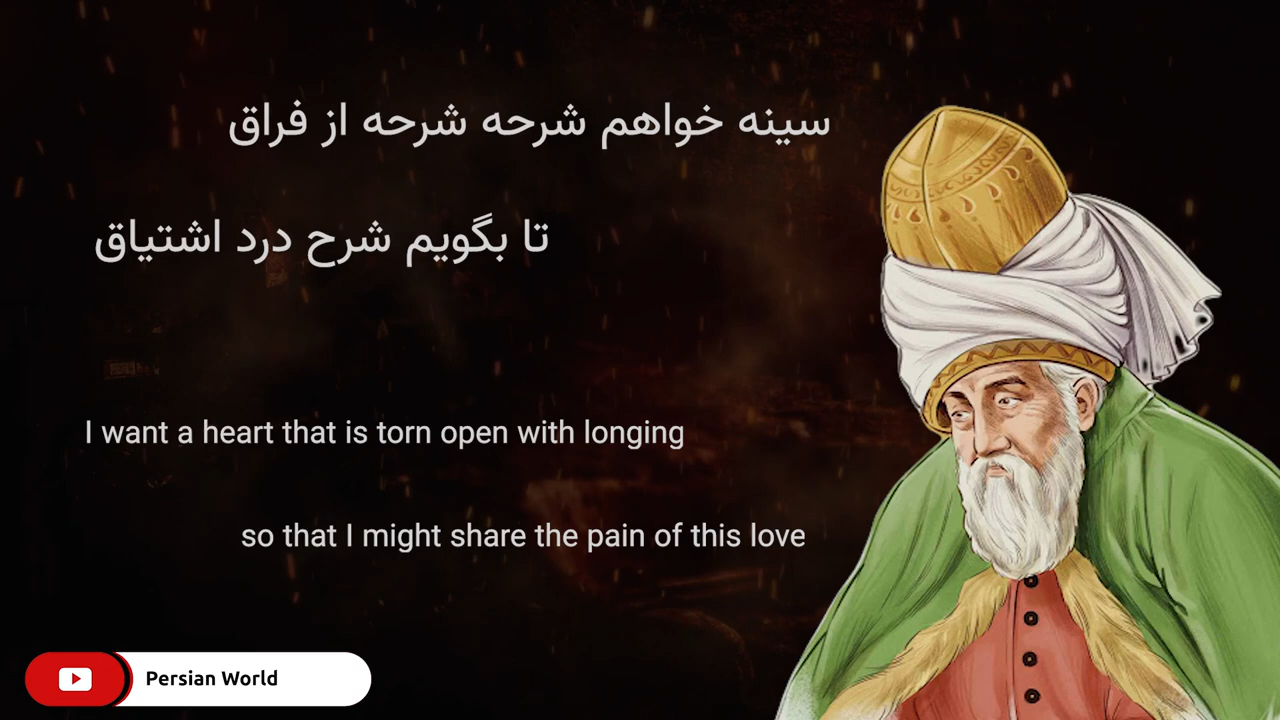 سینه خواهم شرحه شرحه از فراق
تا بگویم شرح درد اشتیاق
I want a heart that is torn open with longing
so that I might share the pain of this love
Persian World